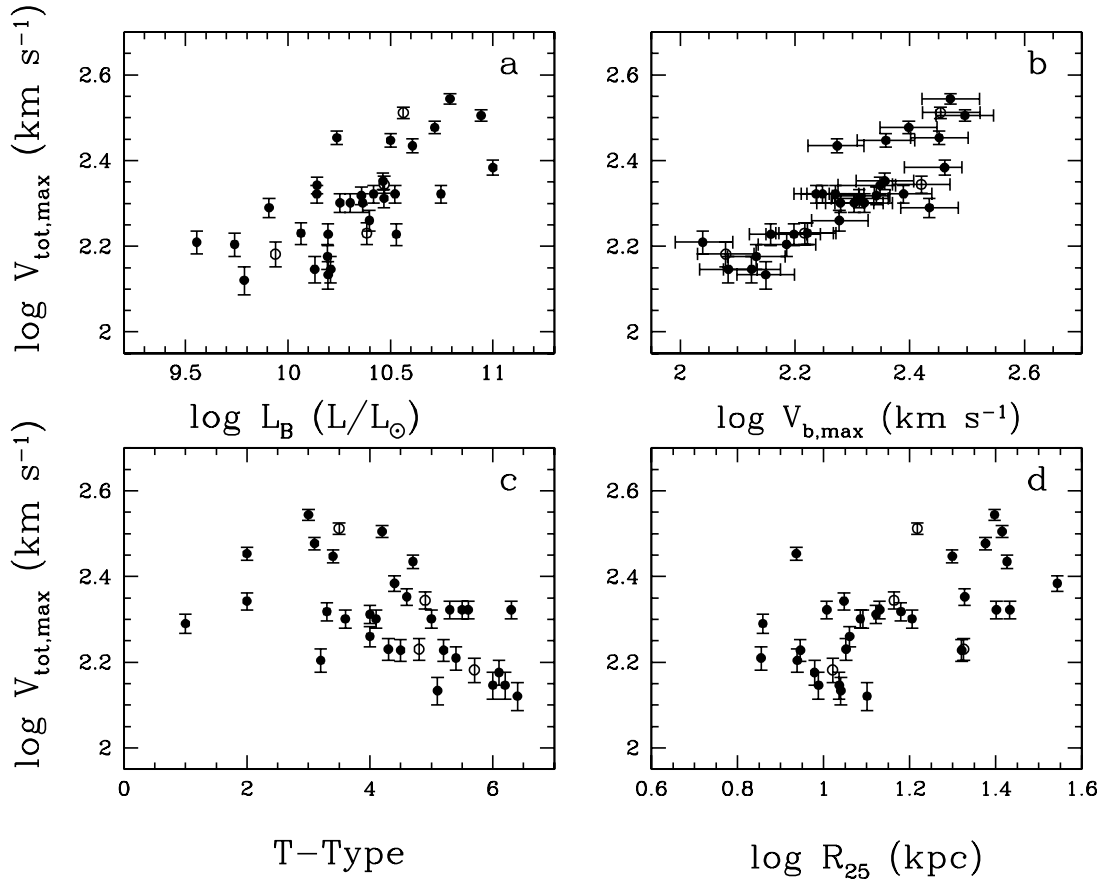 a
log V_tot,max (km s⁻¹)
2.6
2.4
2.2
2
9.5 10 10.5 11
log L_B (L/L_⊙)
b
2.6
2.4
2.2
2
2 2.2 2.4 2.6
log V_b,max (km s⁻¹)
c
log V_tot,max (km s⁻¹)
2.6
2.4
2.2
2
0 2 4 6
T-Type
d
2.6
2.4
2.2
2
0.6 0.8 1 1.2 1.4 1.6
log R_25 (kpc)